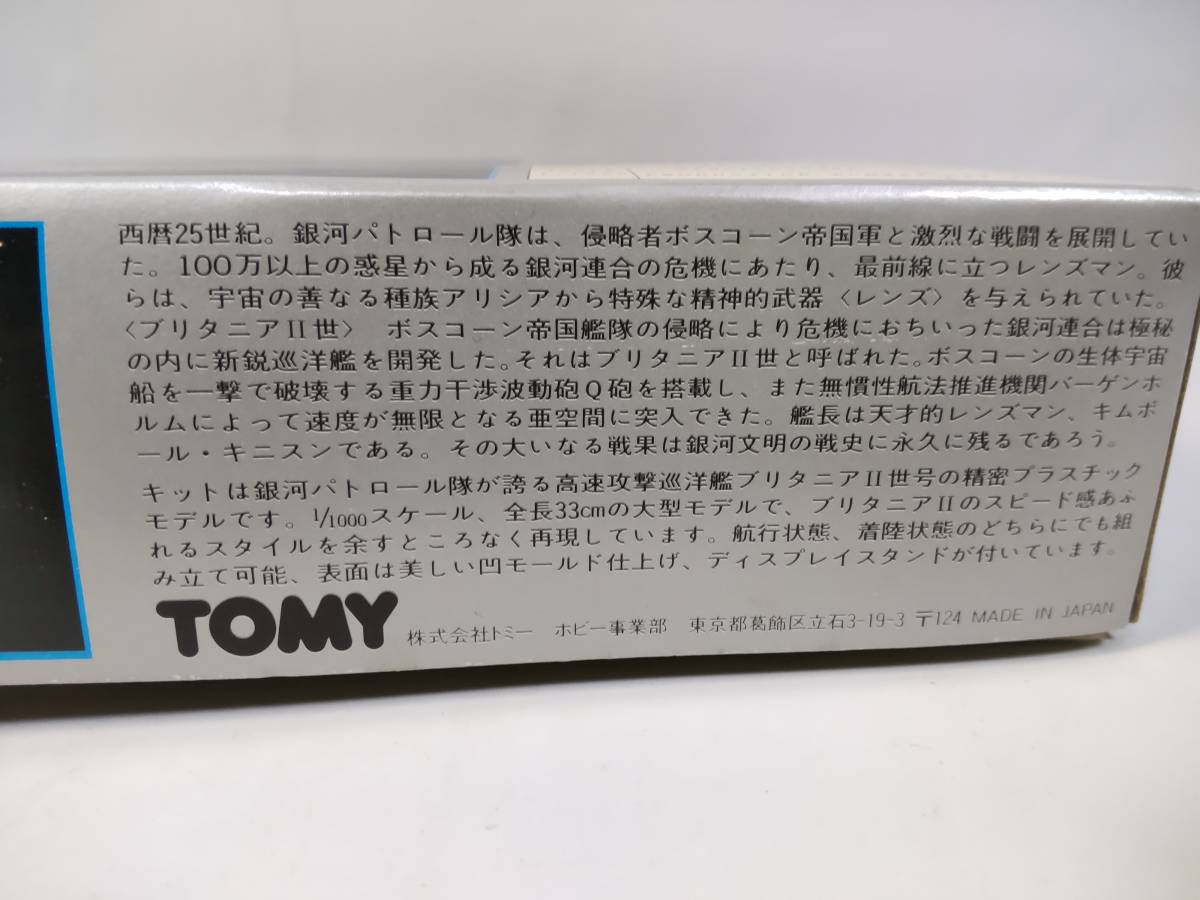 西暦25世紀。銀河パトロール隊は、侵略者ボスコーン帝国軍と激烈な戦闘を展開してい
た。100万以上の惑星から成る銀河連合の危機にあたり、最前線に立つレンズマン。彼
らは、宇宙の善なる種族アリシアから特殊な精神的武器〈レンズ〉を与えられていた。
〈ブリタニアII世〉 ボスコーン帝国艦隊の侵略により危機におちいった銀河連合は極秘
の内に新鋭巡洋艦を開発した。それはブリタニアII世と呼ばれた。ボスコーンの生体宇宙
船を一撃で破壊する重力干渉波動砲Q砲を搭載し、また無慣性航法推進機関バーゲンホ
ルムによって速度が無限となる亜空間に突入できた。艦長は天才的レンズマン、キムボ
ール・キニスンである。その大いなる戦果は銀河文明の戦史に永久に残るであろう。
キットは銀河パトロール隊が誇る高速攻撃巡洋艦ブリタニアII世号の精密プラスチック
モデルです。1/1000スケール、全長33cmの大型モデルで、ブリタニアIIのスピード感あふ
れるスタイルを余すところなく再現しています。航行状態、着陸状態のどちらにでも組
み立て可能、表面は美しい凹モールド仕上げ、ディスプレイスタンドが付いています。
TOMY 株式会社トミー ホビー事業部 東京都葛飾区立石3-19-3 〒124 MADE IN JAPAN